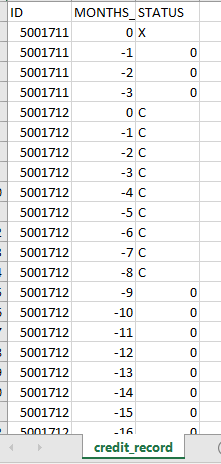 ID MONTHS_ STATUS
5001711 0 X
5001711 -1 0
5001711 -2 0
5001711 -3 0
5001712 0 C
5001712 -1 C
5001712 -2 C
5001712 -3 C
5001712 -4 C
5001712 -5 C
5001712 -6 C
5001712 -7 C
5001712 -8 C
5001712 -9 0
5001712 -10 0
5001712 -11 0
5001712 -12 0
5001712 -13 0
5001712 -14 0
5001712 -15 0
5001712 -16 0
credit_record